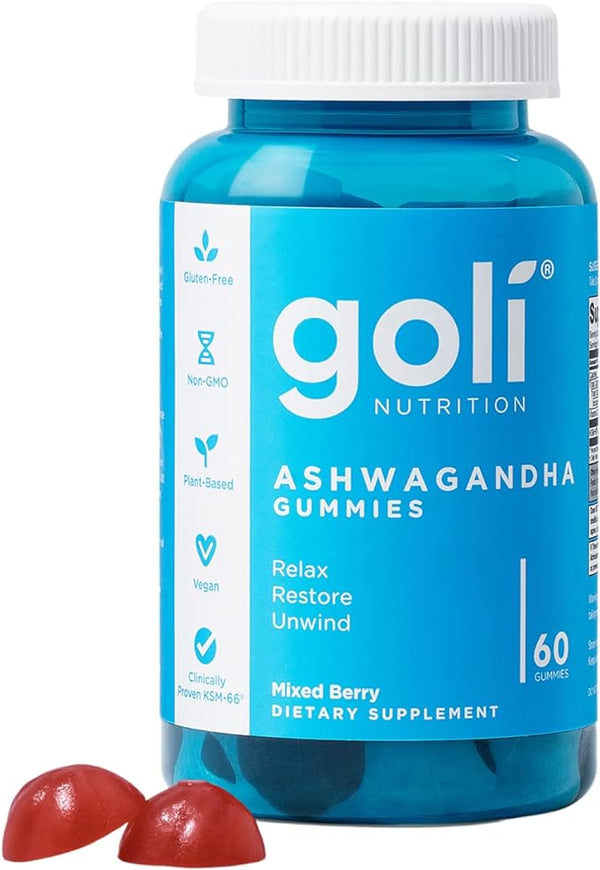 Gluten-Free
Non-GMO
Plant-Based
Vegan
Clinically
Proven KSM-66®
goli®
NUTRITION
ASHWAGANDHA
GUMMIES
Relax
Restore
Unwind
60
GUMMIES
Mixed Berry
DIETARY SUPPLEMENT